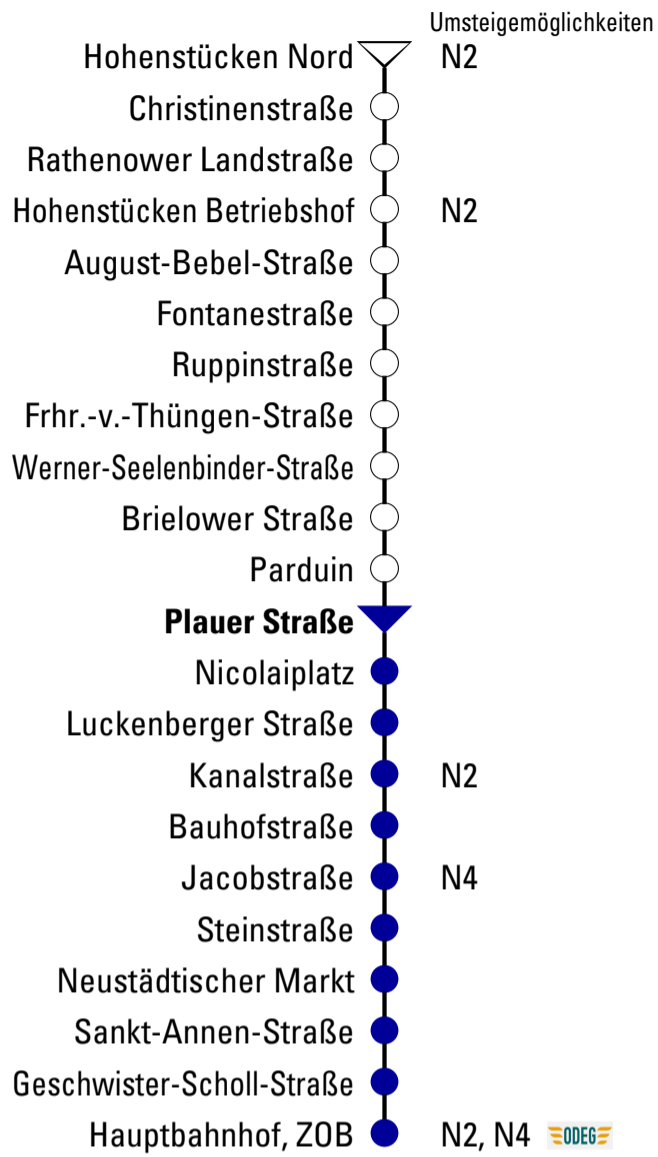 Umsteigemöglichkeiten
Hohenstücken Nord N2
Christinenstraße
Rathenower Landstraße
Hohenstücken Betriebshof N2
August-Bebel-Straße
Fontanestraße
Ruppinstraße
Frhr.-v.-Thüngen-Straße
Werner-Seelenbinder-Straße
Brielower Straße
Parduin
Plauer Straße
Nicolaiplatz
Luckenberger Straße
Kanalstraße N2
Bauhofstraße
Jacobstraße N4
Steinstraße
Neustädtischer Markt
Sankt-Annen-Straße
Geschwister-Scholl-Straße
Hauptbahnhof, ZOB N2, N4 ODEG